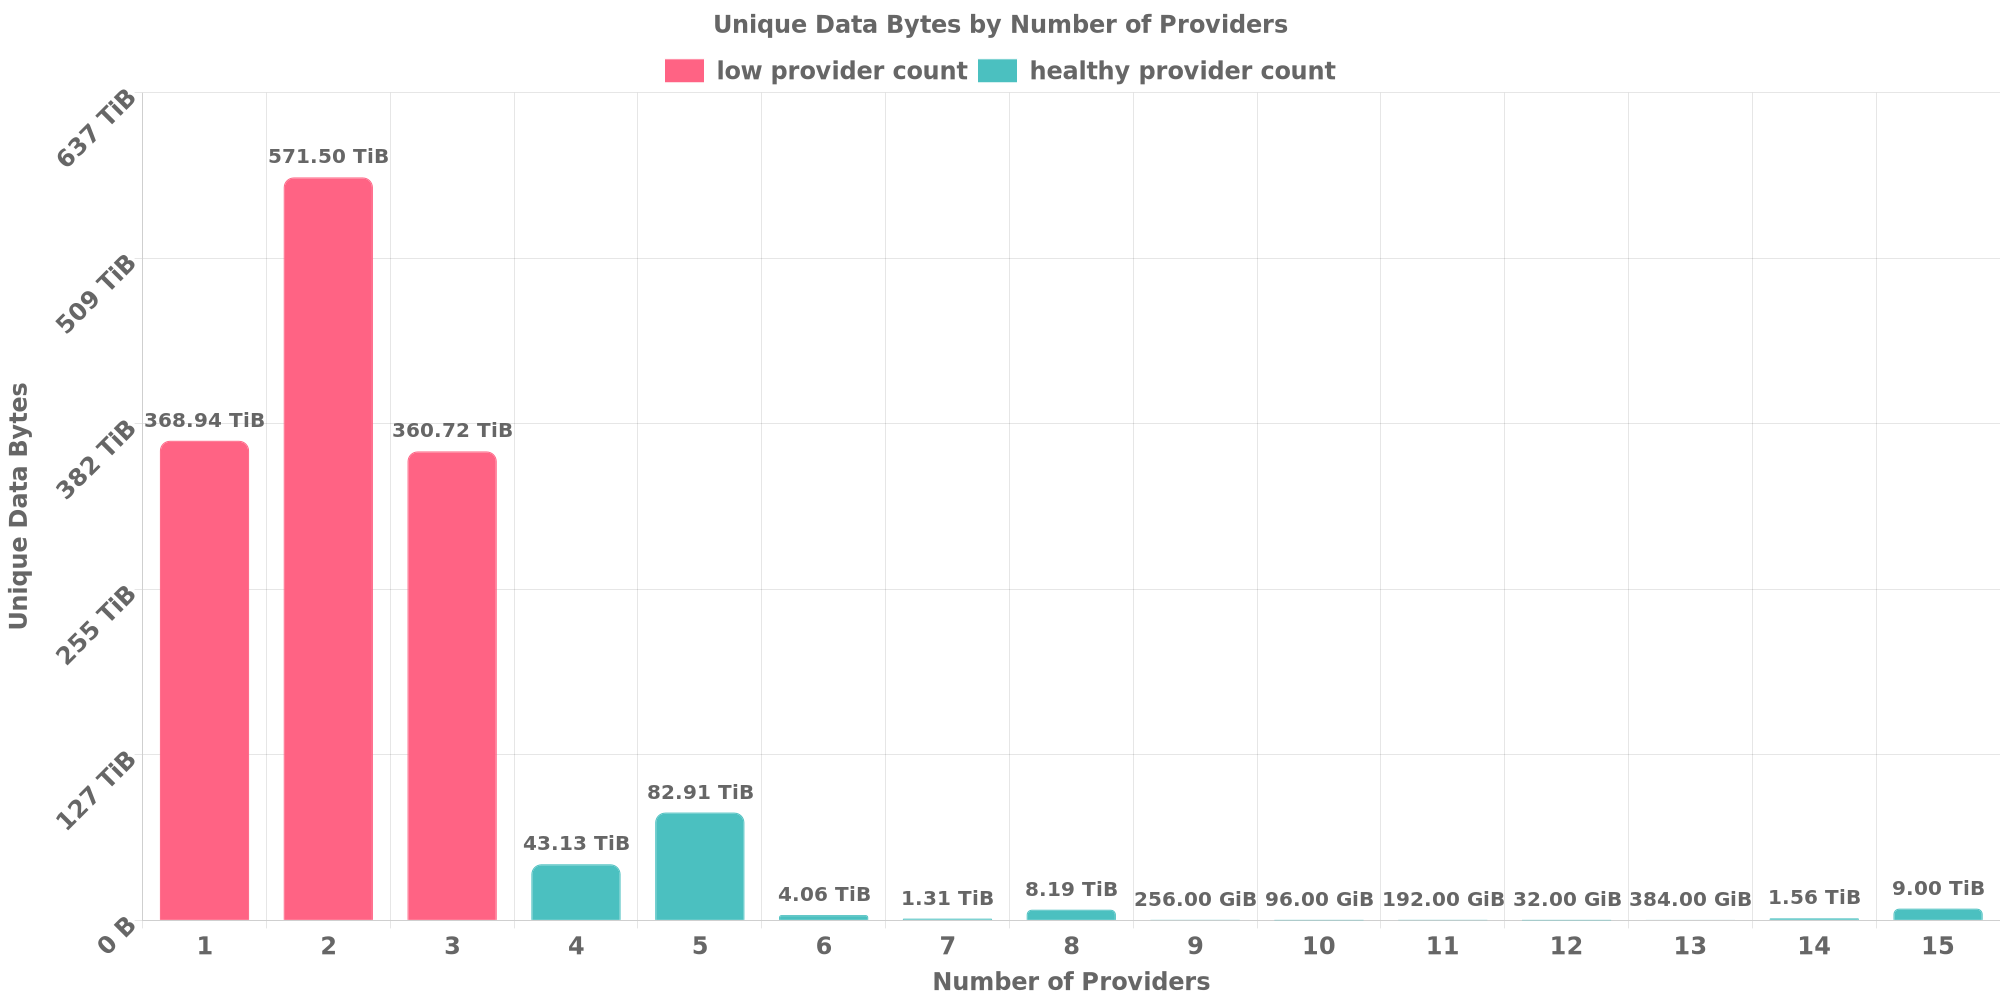 Unique Data Bytes by Number of Providers
low provider count healthy provider count
637 TiB
509 TiB
382 TiB
255 TiB
127 TiB
0 B
Unique Data Bytes
368.94 TiB
571.50 TiB
360.72 TiB
43.13 TiB
82.91 TiB
4.06 TiB
1.31 TiB
8.19 TiB
256.00 GiB
96.00 GiB
192.00 GiB
32.00 GiB
384.00 GiB
1.56 TiB
9.00 TiB
1 2 3 4 5 6 7 8 9 10 11 12 13 14 15
Number of Providers